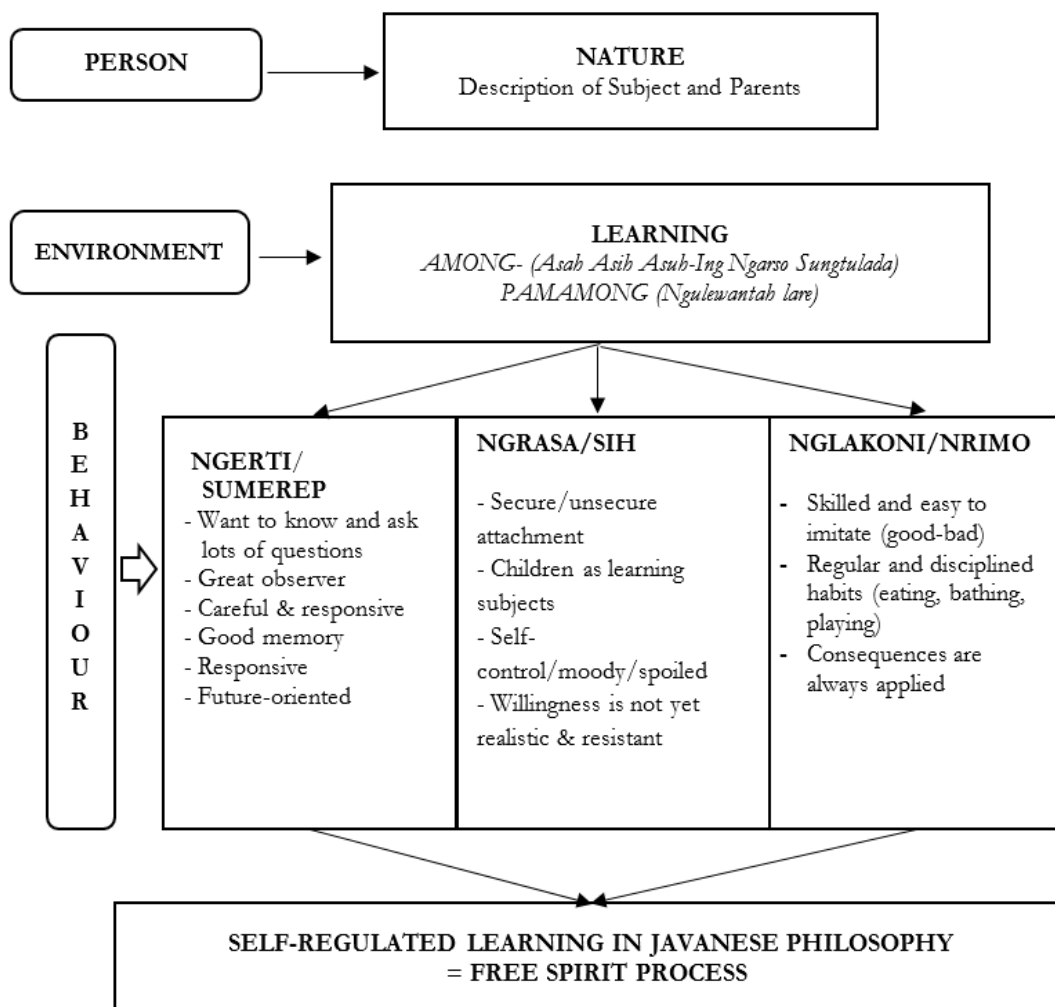 PERSON
NATURE
Description of Subject and Parents
ENVIRONMENT
LEARNING
AMONG- (Asah Asih Asuh-Ing Ngarso Sungtulada)
PAMAMONG (Ngulewantah lare)
B
E
H
A
V
I
O
U
R
NGERTI/
SUMEREP
- Want to know and ask
lots of questions
- Great observer
- Careful & responsive
- Good memory
- Responsive
- Future-oriented
NGRASA/SIH
- Secure/unsecure
attachment
- Children as learning
subjects
- Self-
control/moody/spoiled
- Willingness is not yet
realistic & resistant
NGLAKONI/NRIMO
- Skilled and easy to
imitate (good-bad)
- Regular and disciplined
habits (eating, bathing,
playing)
- Consequences are
always applied
SELF-REGULATED LEARNING IN JAVANESE PHILOSOPHY
= FREE SPIRIT PROCESS